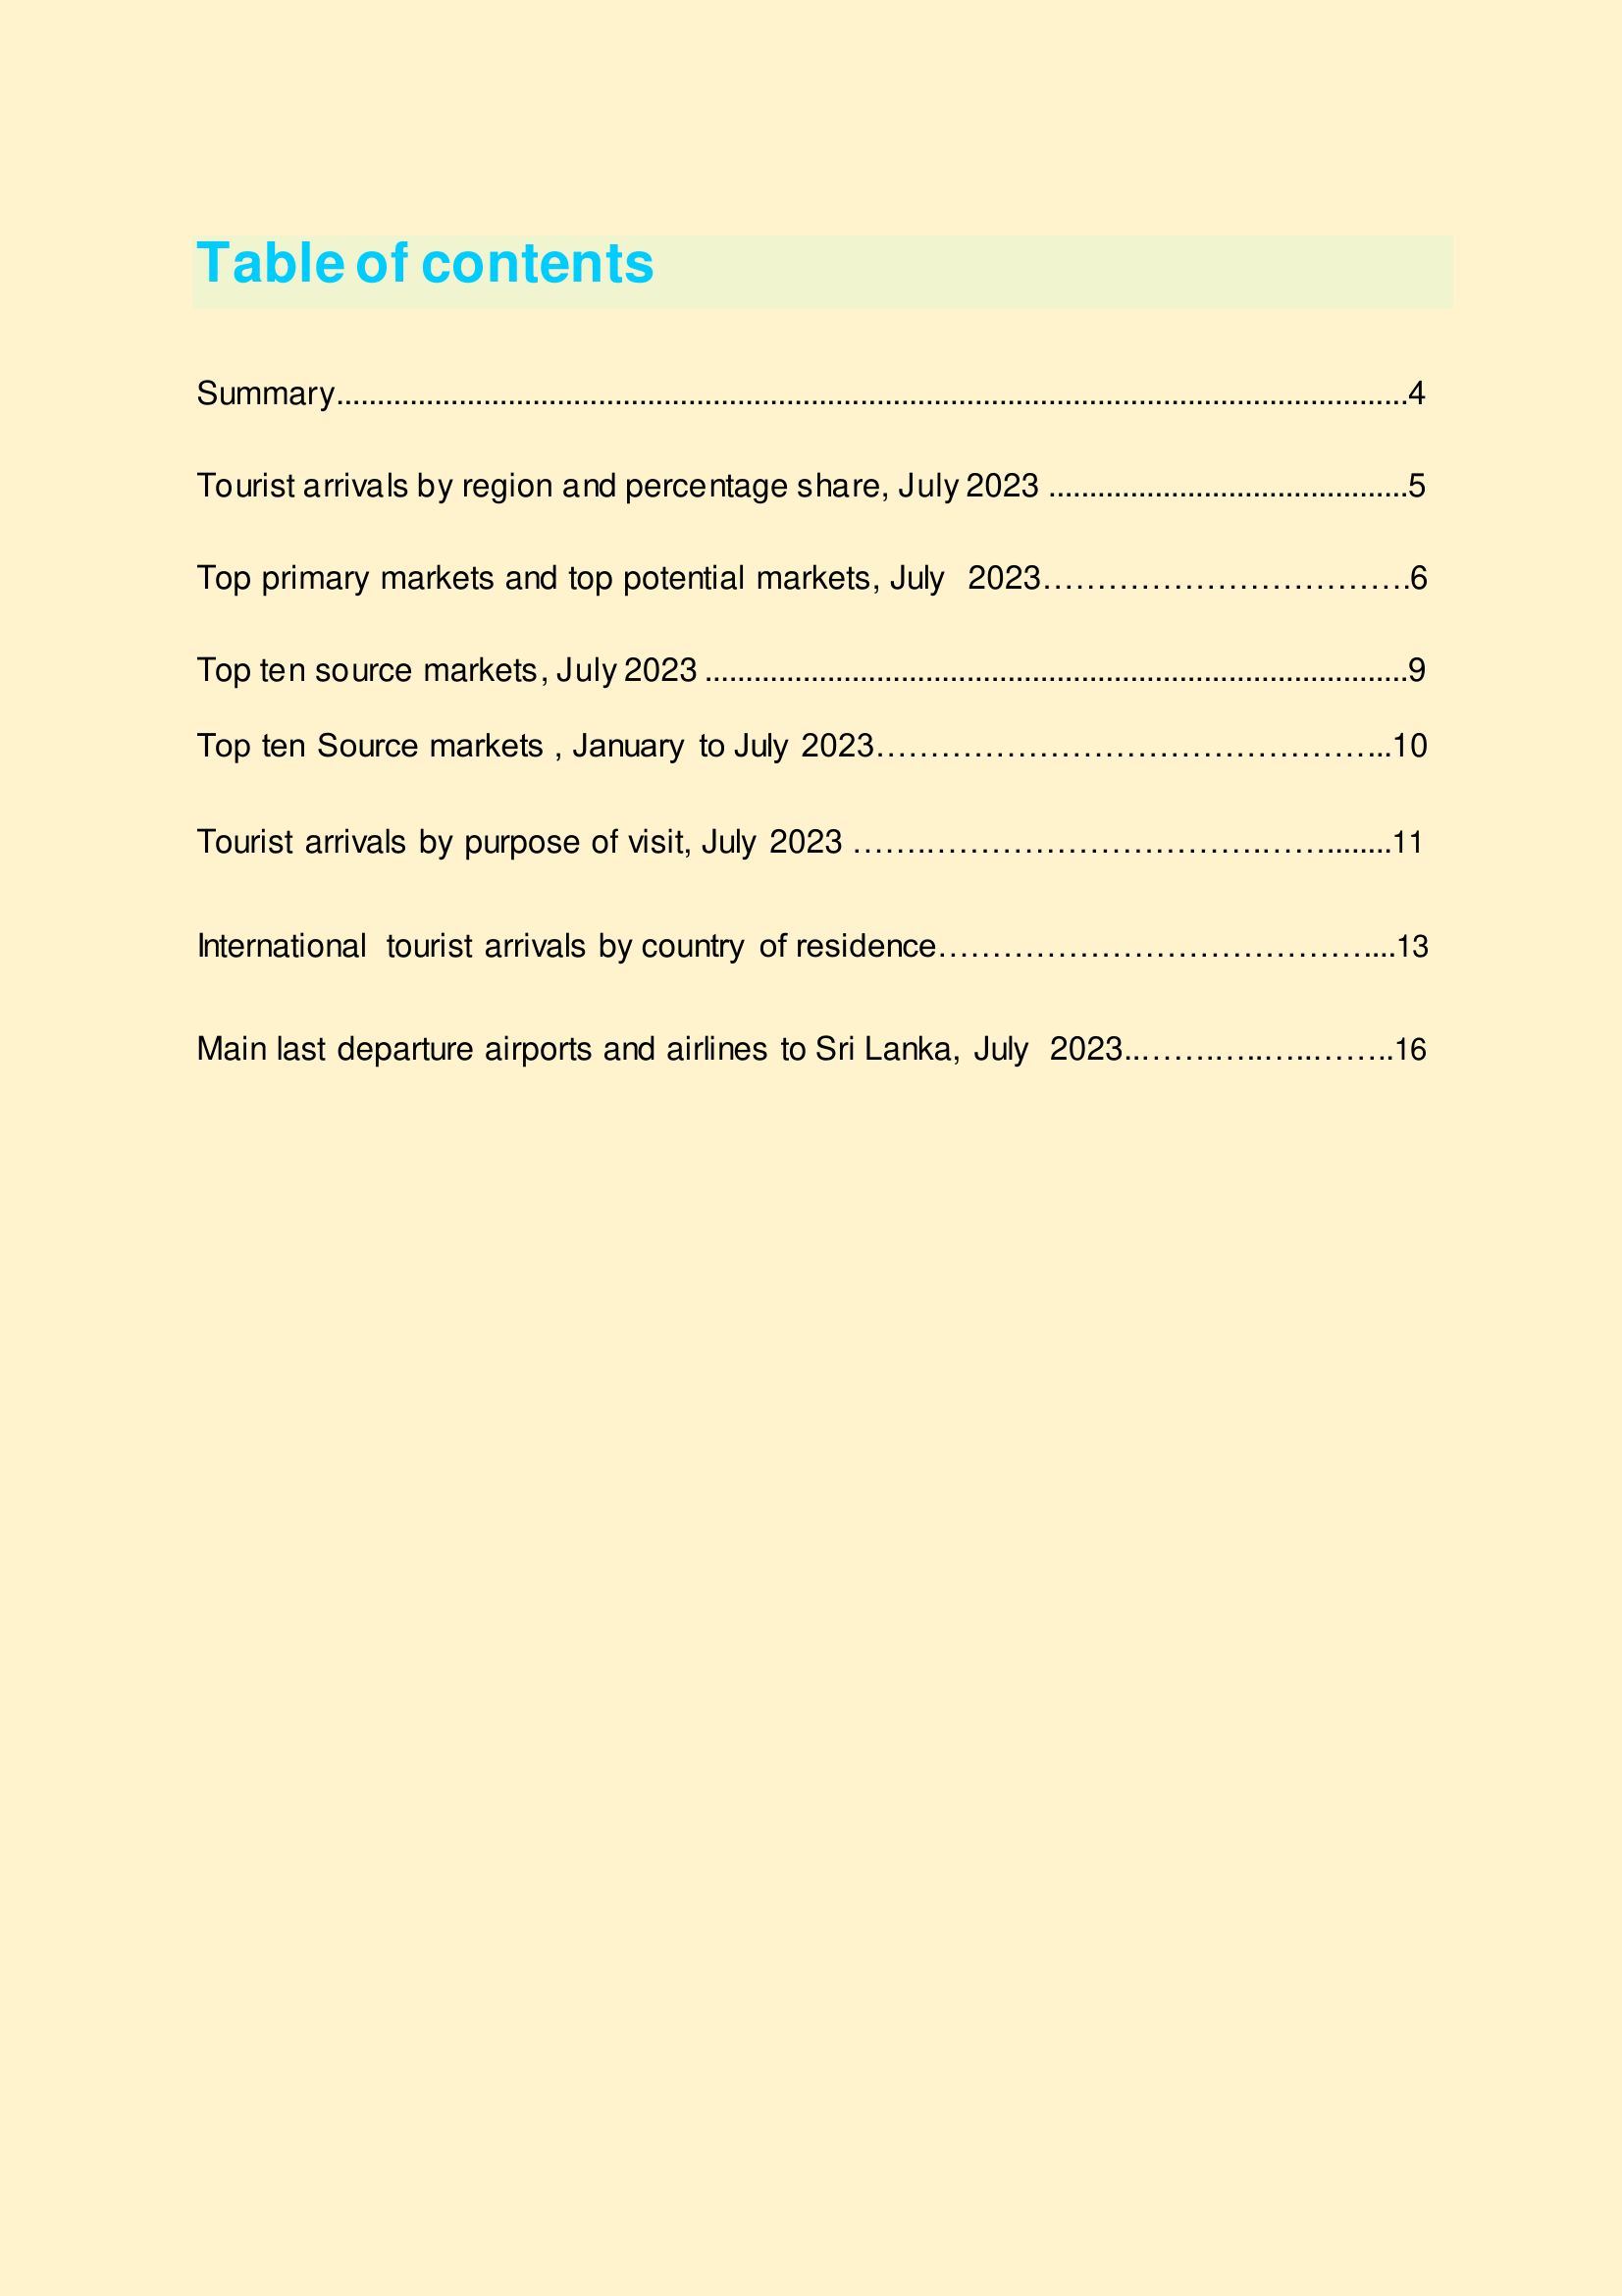 Table of contents
Summary....................................................................................................................................4
Tourist arrivals by region and percentage share, July 2023 ............................................5
Top primary markets and top potential markets, July 2023…………………………………….6
Top ten source markets, July 2023 ......................................................................................9
Top ten Source markets , January to July 2023…………………………………………………...10
Tourist arrivals by purpose of visit, July 2023 …….……………………………….……........11
International tourist arrivals by country of residence…………………………………………....13
Main last departure airports and airlines to Sri Lanka, July 2023..…….…..…..……..16